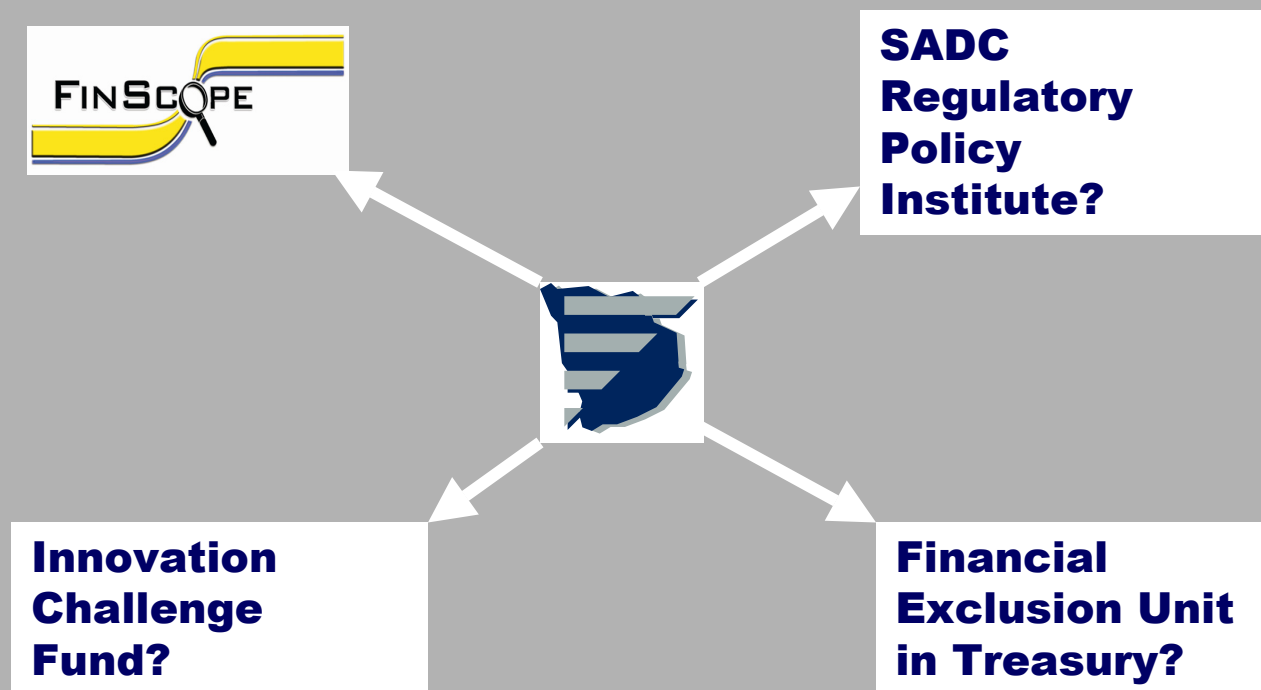 FINSCOPE
SADC
Regulatory
Policy
Institute?
Innovation
Challenge
Fund?
Financial
Exclusion Unit
in Treasury?